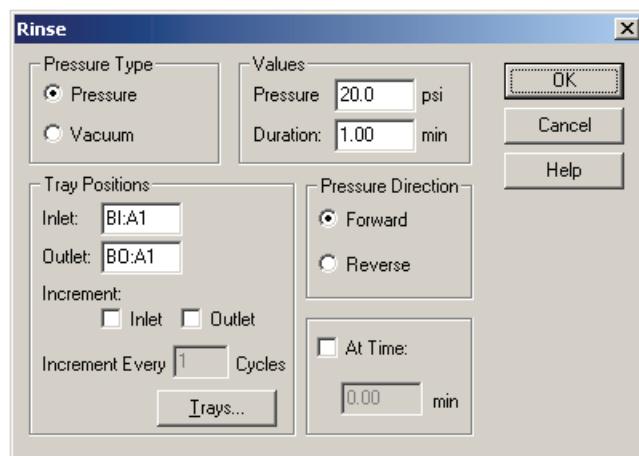 Rinse
Pressure Type
Pressure
Vacuum
Values
Pressure 20.0 psi
Duration: 1.00 min
OK
Cancel
Help
Tray Positions
Inlet: BI:A1
Outlet: BO:A1
Increment:
Inlet Outlet
Increment Every 1 Cycles
Trays...
Pressure Direction
Forward
Reverse
At Time:
0.00 min